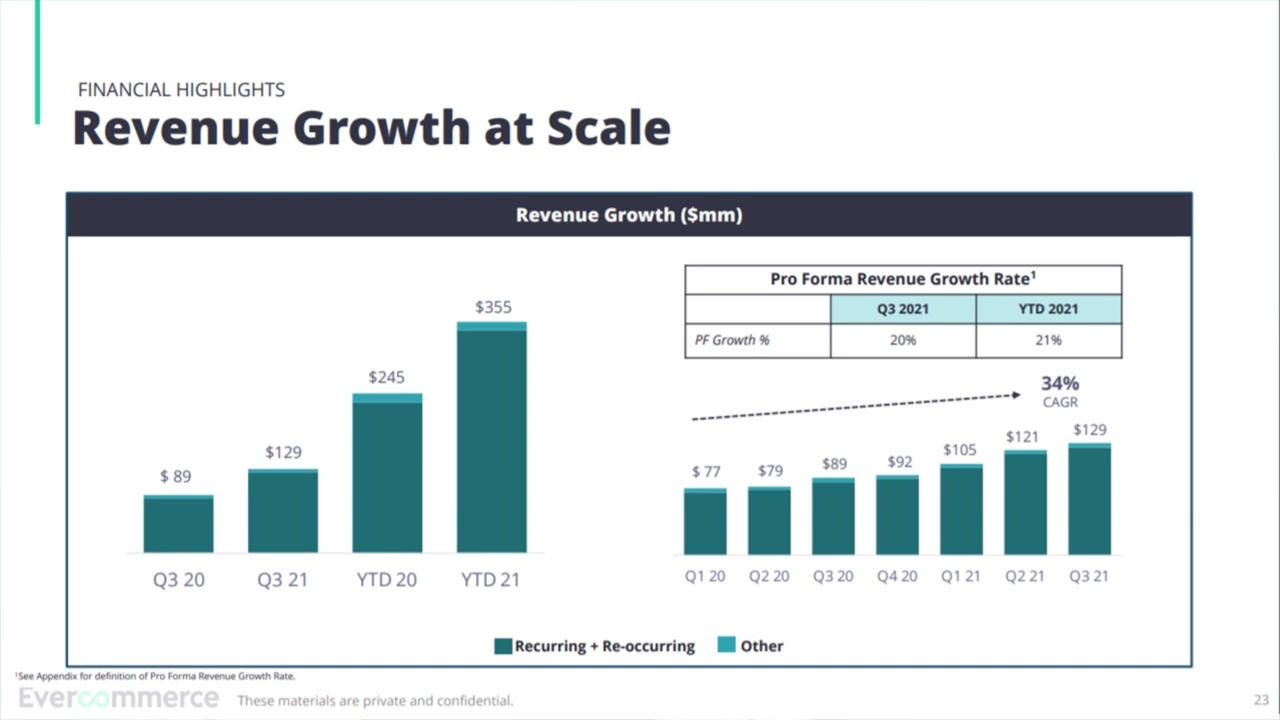 FINANCIAL HIGHLIGHTS
Revenue Growth at Scale
Revenue Growth ($mm)
$ 89
$129
$245
$355
Q3 20
Q3 21
YTD 20
YTD 21
Pro Forma Revenue Growth Rate¹
Q3 2021
YTD 2021
PF Growth %
20%
21%
34%
CAGR
$ 77
$79
$89
$92
$105
$121
$129
Q1 20
Q2 20
Q3 20
Q4 20
Q1 21
Q2 21
Q3 21
Recurring + Re-occurring
Other
¹See Appendix for definition of Pro Forma Revenue Growth Rate.
Evercommerce
These materials are private and confidential.
23